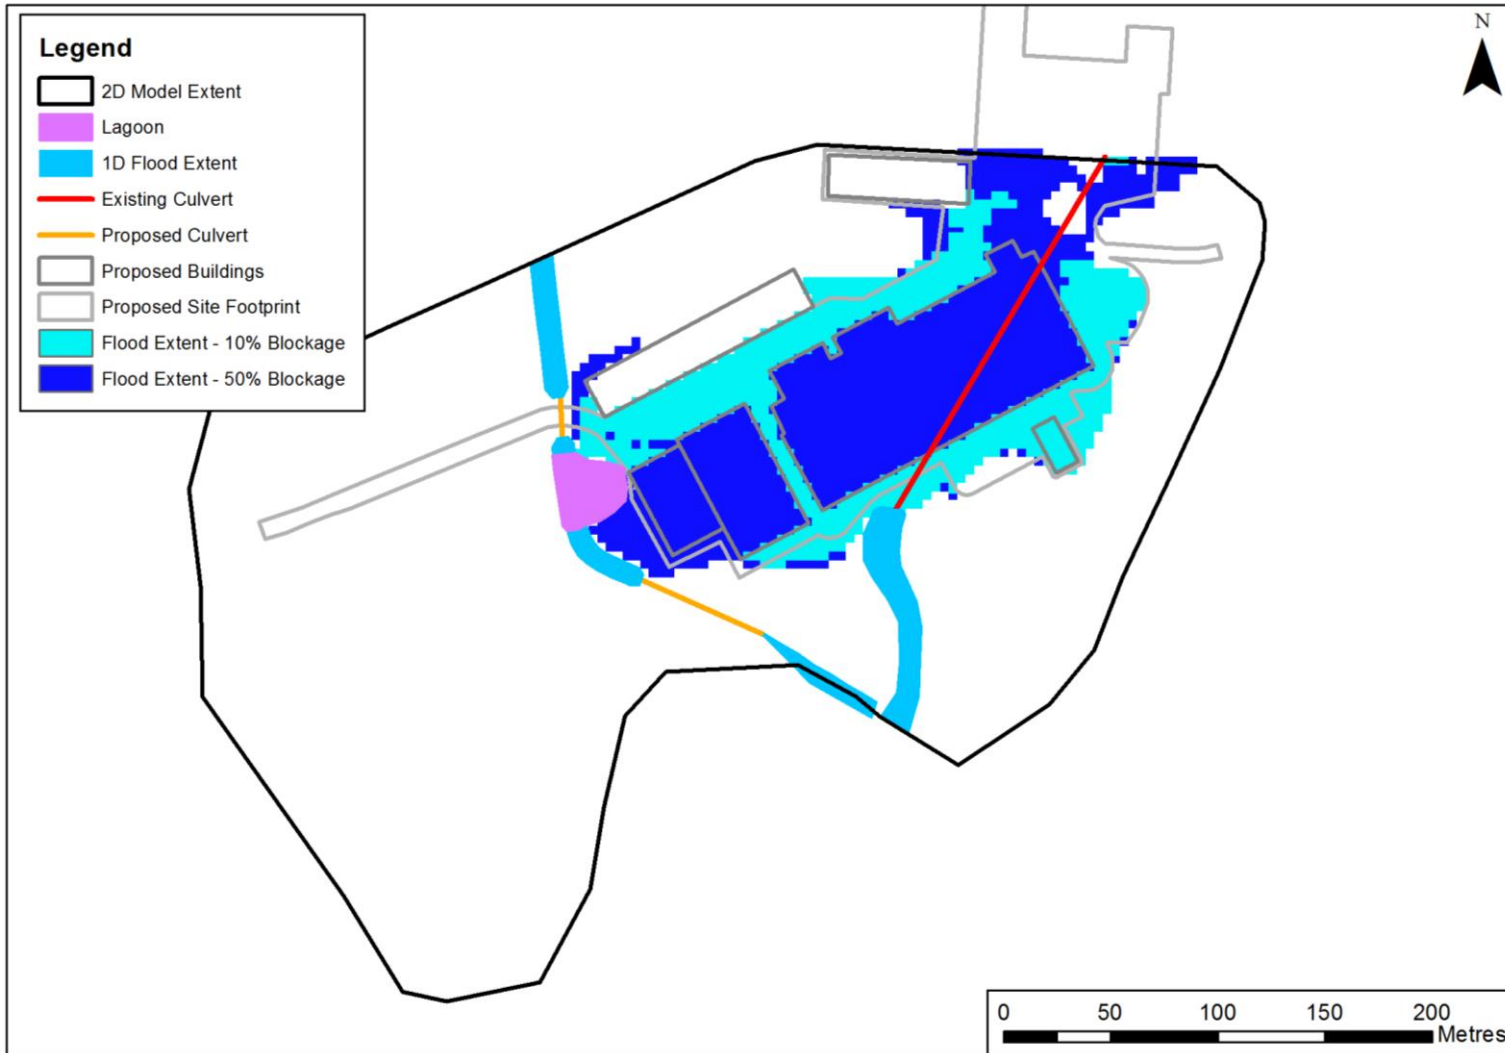 Legend
2D Model Extent
Lagoon
1D Flood Extent
Existing Culvert
Proposed Culvert
Proposed Buildings
Proposed Site Footprint
Flood Extent - 10% Blockage
Flood Extent - 50% Blockage
N
0 50 100 150 200
Metres